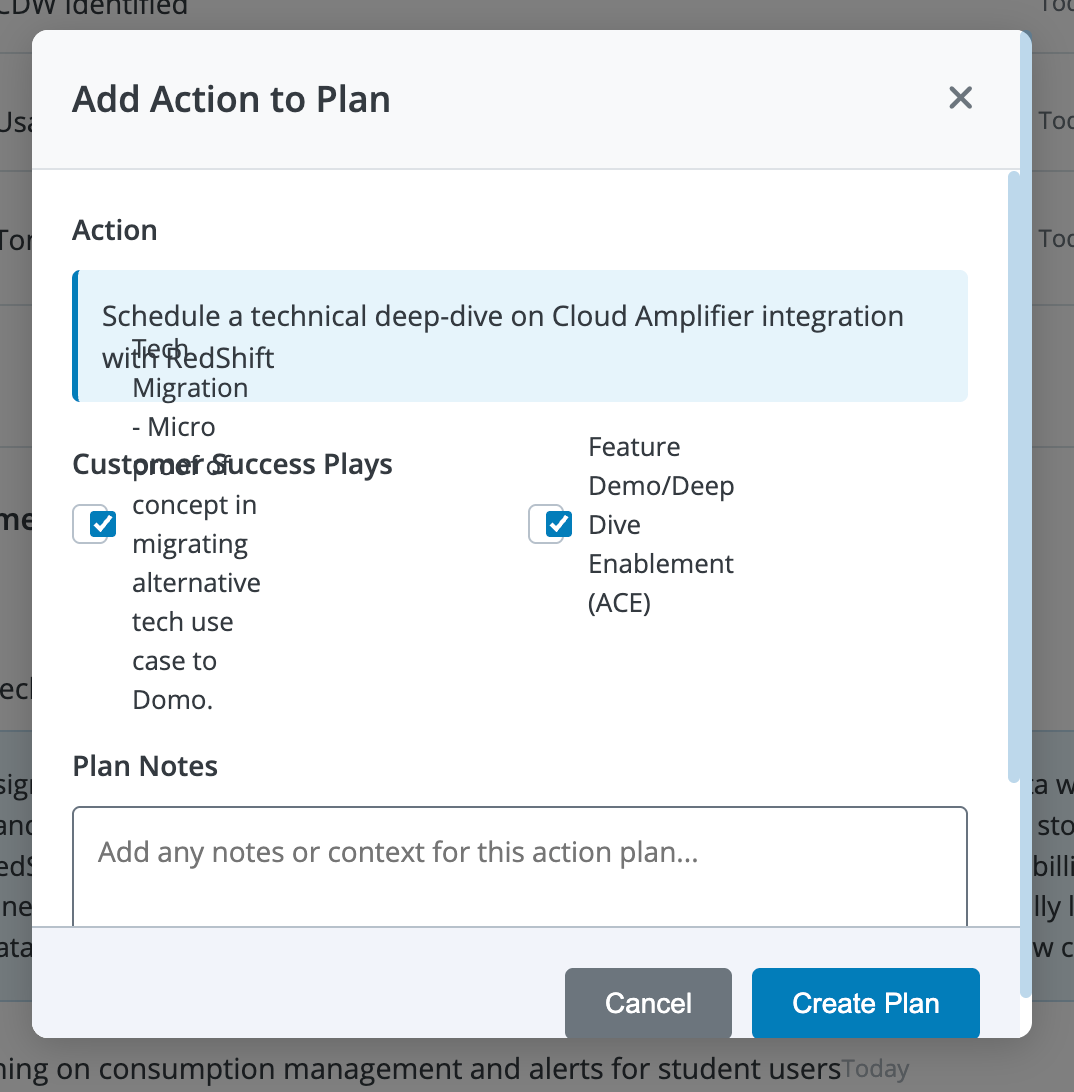 CDW identified
Add Action to Plan
Action
Schedule a technical deep-dive on Cloud Amplifier integration
with RedShift
Customer Success Plays
Tech
Migration
- Micro
proof of
concept in
migrating
alternative
tech use
case to
Domo.
Feature
Demo/Deep
Dive
Enablement
(ACE)
Plan Notes
Add any notes or context for this action plan...
Cancel
Create Plan
ning on consumption management and alerts for student users
Today